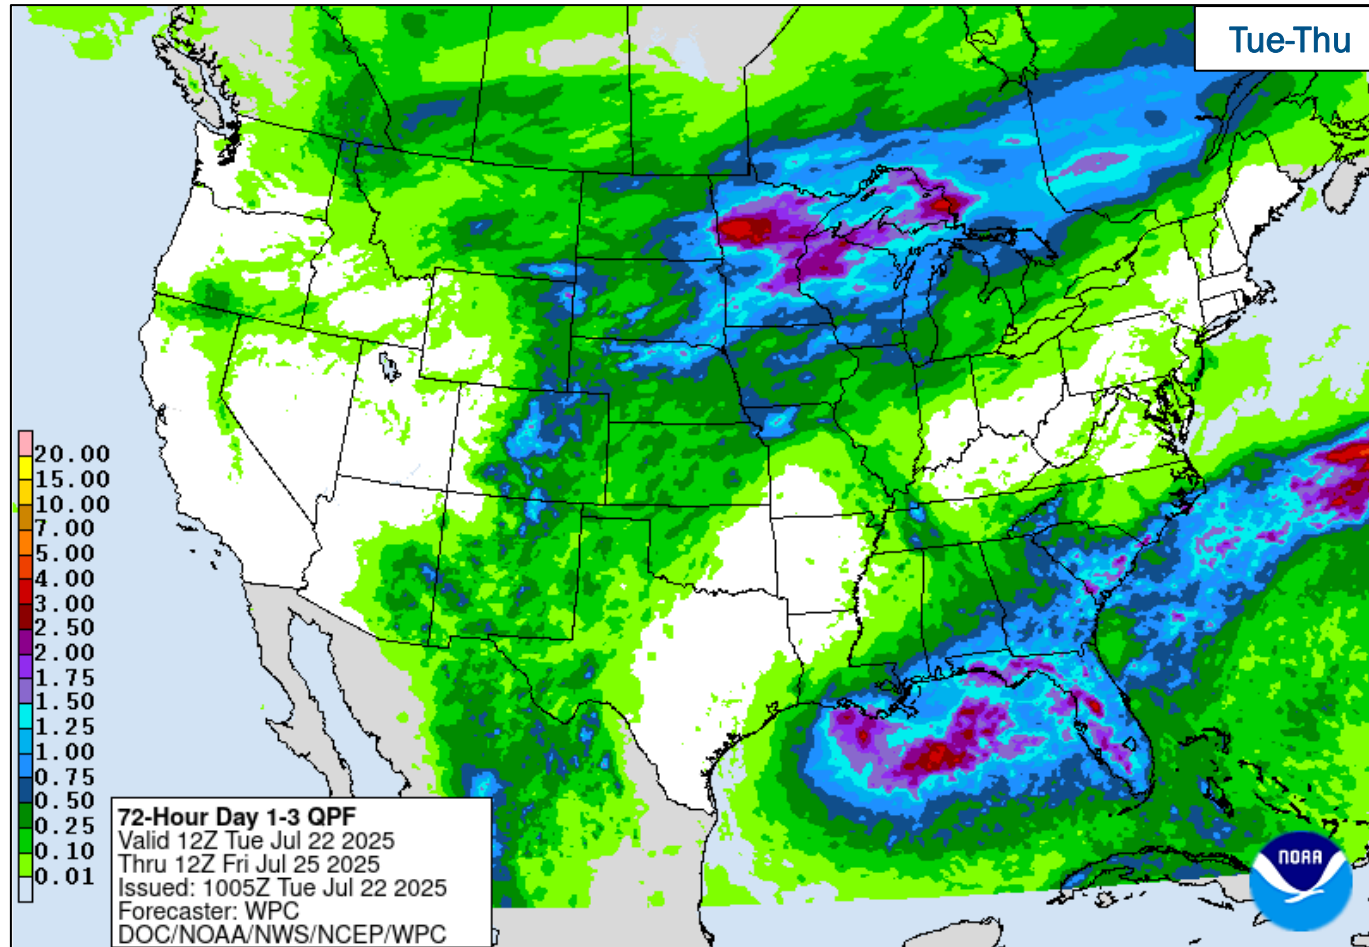 Tue-Thu
20.00
15.00
10.00
7.00
5.00
4.00
3.00
2.50
2.00
1.75
1.50
1.25
1.00
0.75
0.50
0.25
0.10
0.01
72-Hour Day 1-3 QPF
Valid 12Z Tue Jul 22 2025
Thru 12Z Fri Jul 25 2025
Issued: 1005Z Tue Jul 22 2025
Forecaster: WPC
DOC/NOAA/NWS/NCEP/WPC
NOAA